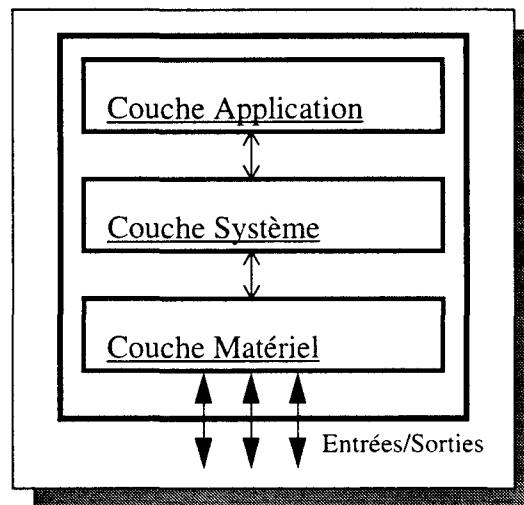 Couche Application
Couche Système
Couche Matériel
Entrées/Sorties